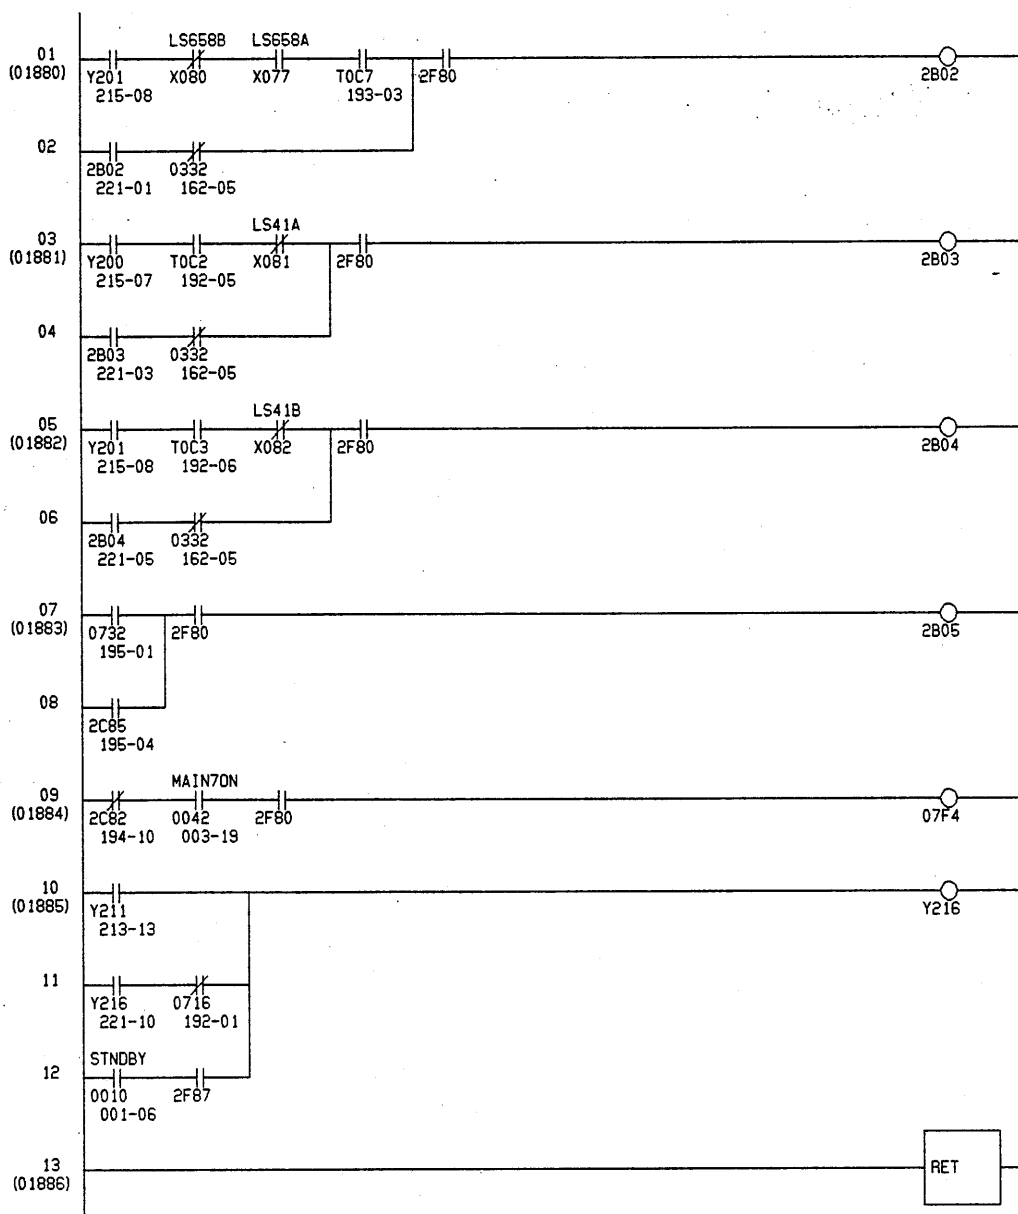 LS658B LS658A
01
(01880) Y201 X080 X077 T0C7 2F80 2B02
215-08 193-03
02
2B02 0332
221-01 162-05
LS41A
03
(01881) Y200 T0C2 X081 2F80 2B03
215-07 192-05
04
2B03 0332
221-03 162-05
LS41B
05
(01882) Y201 T0C3 X082 2F80 2B04
215-08 192-06
06
2B04 0332
221-05 162-05
07
(01883) 0732 2F80 2B05
195-01
08
2C85
195-04
MAIN7ON
09
(01884) 2C82 0042 2F80 07F4
194-10 003-19
10
(01885) Y211 Y216
213-13
11
Y216 0716
221-10 192-01
STNDBY
12
0010 2F87
001-06
13 RET
(01886)